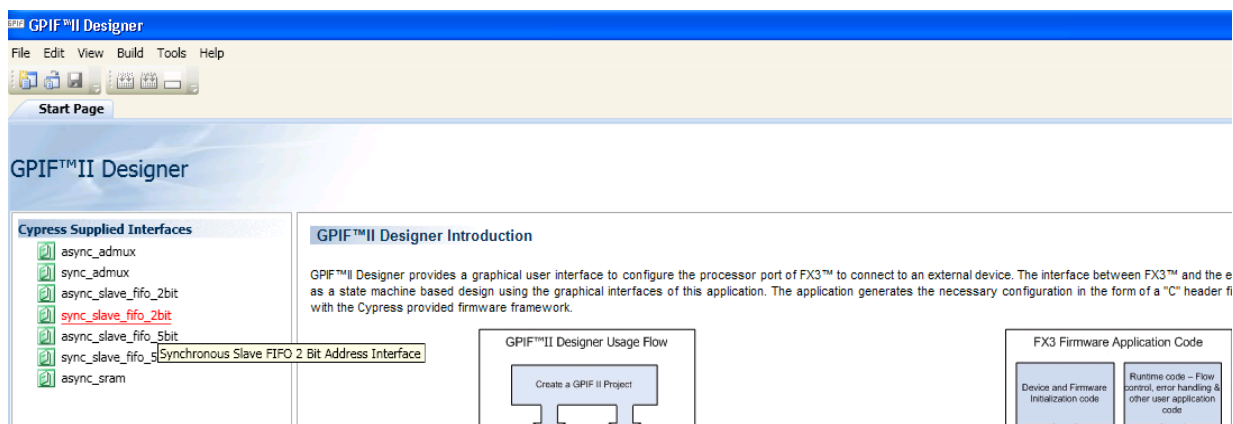 GPIF GPIF™II Designer
File Edit View Build Tools Help
Start Page
GPIF™II Designer
Cypress Supplied Interfaces
async_admux
sync_admux
async_slave_fifo_2bit
sync_slave_fifo_2bit
async_slave_fifo_5bit
sync_slave_fifo_5
Synchronous Slave FIFO 2 Bit Address Interface
async_sram
GPIF™II Designer Introduction
GPIF™II Designer provides a graphical user interface to configure the processor port of FX3™ to connect to an external device. The interface between FX3™ and the e
as a state machine based design using the graphical interfaces of this application. The application generates the necessary configuration in the form of a "C" header fi
with the Cypress provided firmware framework.
GPIF™II Designer Usage Flow
Create a GPIF II Project
FX3 Firmware Application Code
Device and Firmware
Initialization code
Runtime code – Flow
control, error handling &
other user application
code